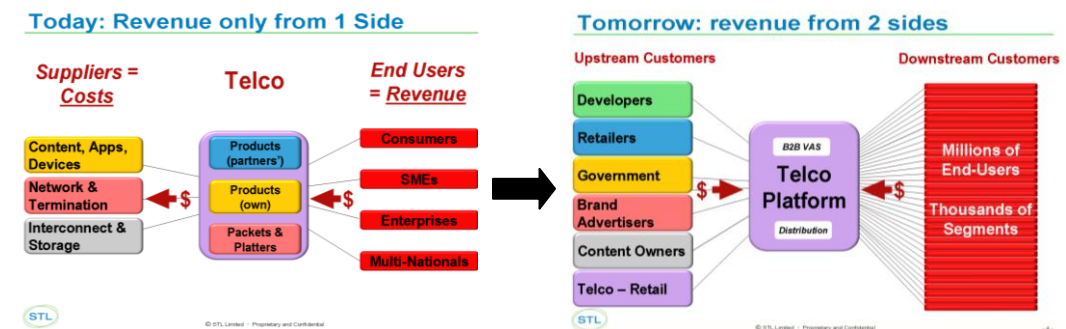 Today: Revenue only from 1 Side
Suppliers =
Costs
Telco
End Users
= Revenue
Content, Apps,
Devices
Network &
Termination
Interconnect &
Storage
$
Products
(partners')
Products
(own)
Packets &
Platters
$
Consumers
SMEs
Enterprises
Multi-Nationals
STL
© STL Limited • Proprietary and Confidential
Tomorrow: revenue from 2 sides
Upstream Customers
Downstream Customers
Developers
Retailers
Government
Brand
Advertisers
Content Owners
Telco – Retail
$
B2B VAS
Telco
Platform
Distribution
$
Millions of
End-Users
Thousands of
Segments
STL
© STL Limited • Proprietary and Confidential